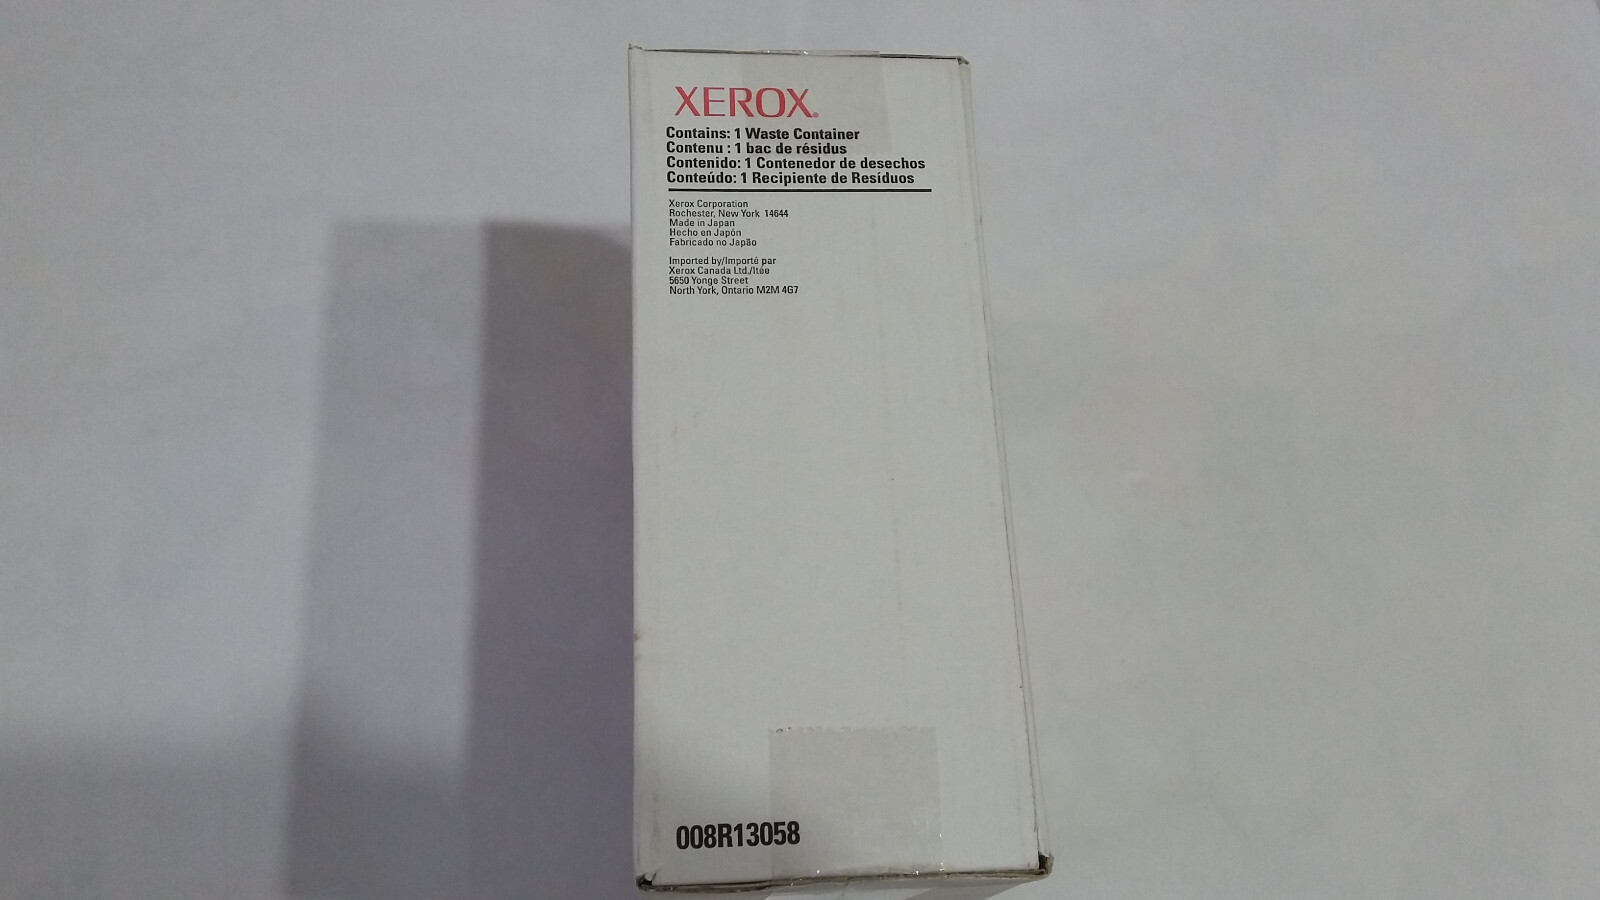 XEROX®
Contains: 1 Waste Container
Contenu : 1 bac de résidus
Contenido: 1 Contenedor de desechos
Conteúdo: 1 Recipiente de Resíduos
Xerox Corporation
Rochester, New York 14644
Made in Japan
Hecho en Japón
Fabricado no Japão
Imported by/Importé par
Xerox Canada Ltd./ltée
5650 Yonge Street
North York, Ontario M2M 4G7
008R13058